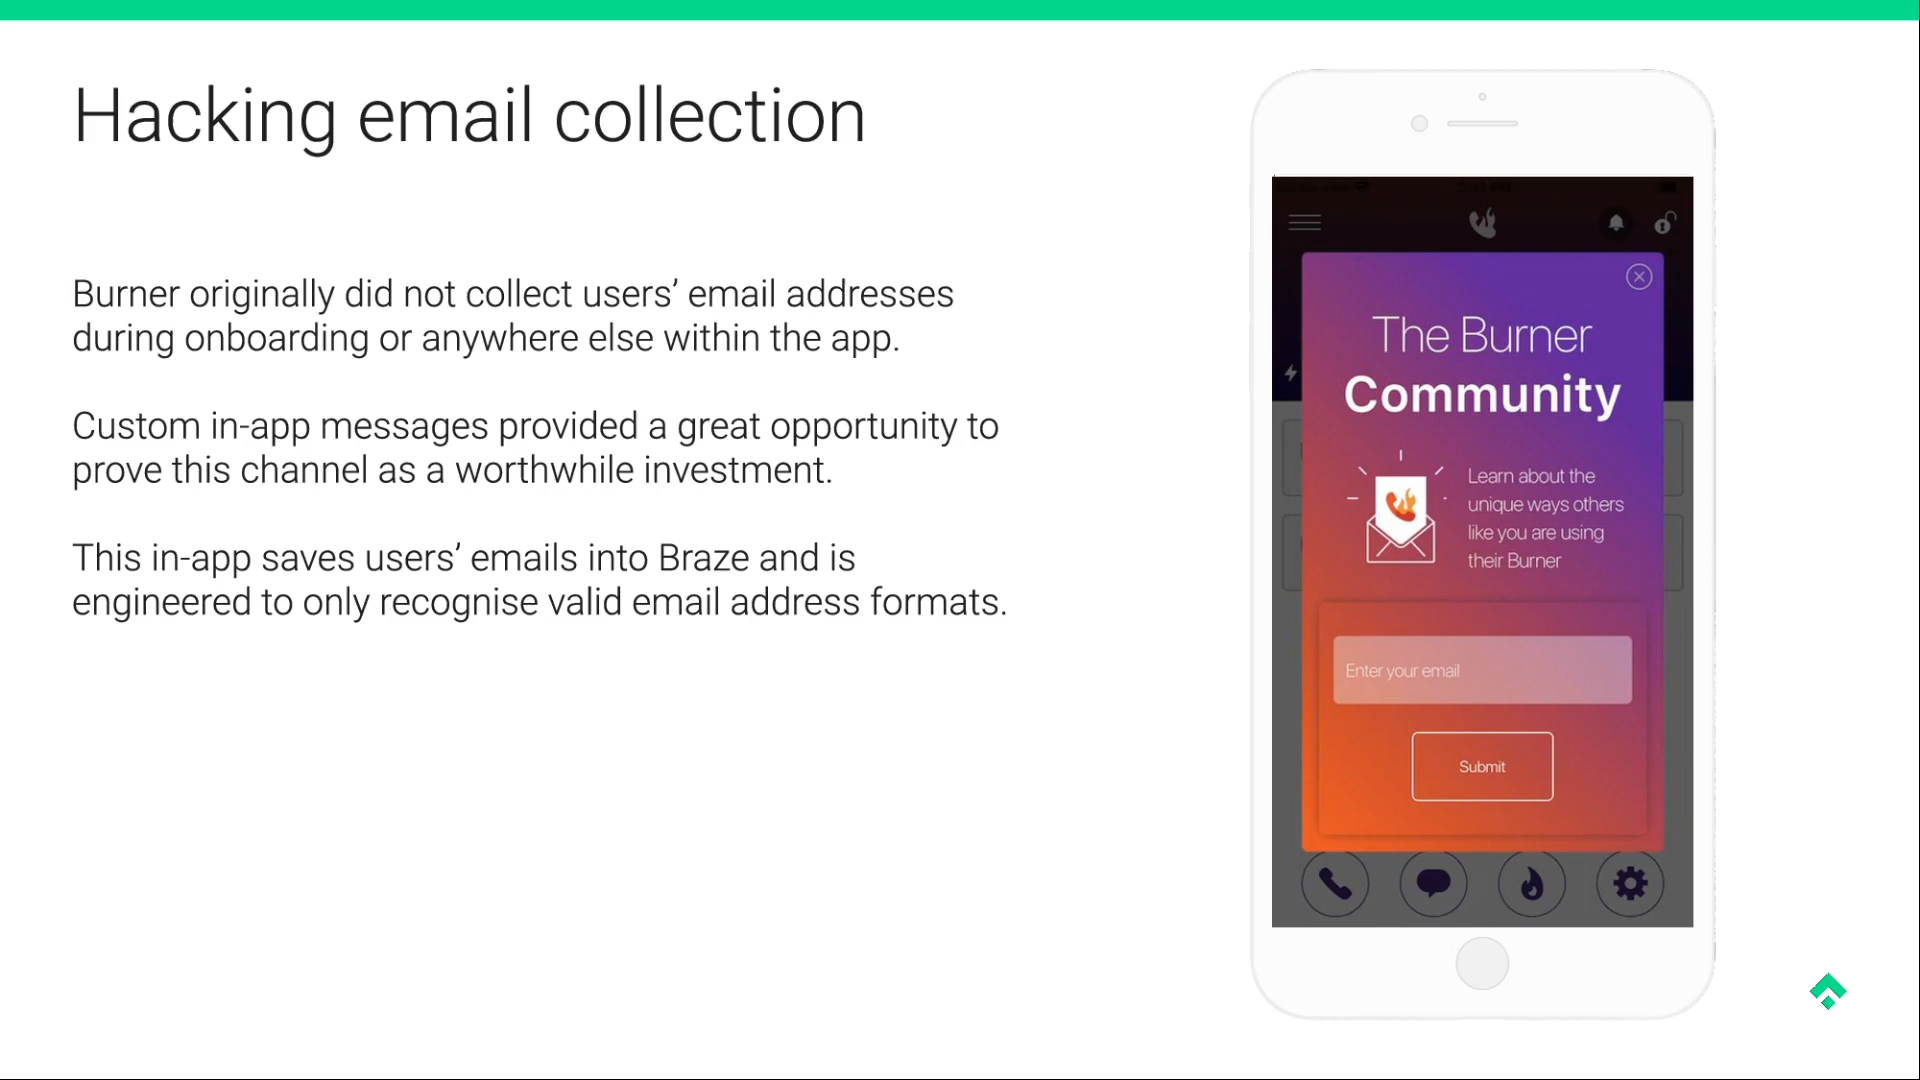 Hacking email collection
Burner originally did not collect users’ email addresses
during onboarding or anywhere else within the app.
Custom in-app messages provided a great opportunity to
prove this channel as a worthwhile investment.
This in-app saves users’ emails into Braze and is
engineered to only recognise valid email address formats.
The Burner
Community
Learn about the
unique ways others
like you are using
their Burner
Enter your email
Submit